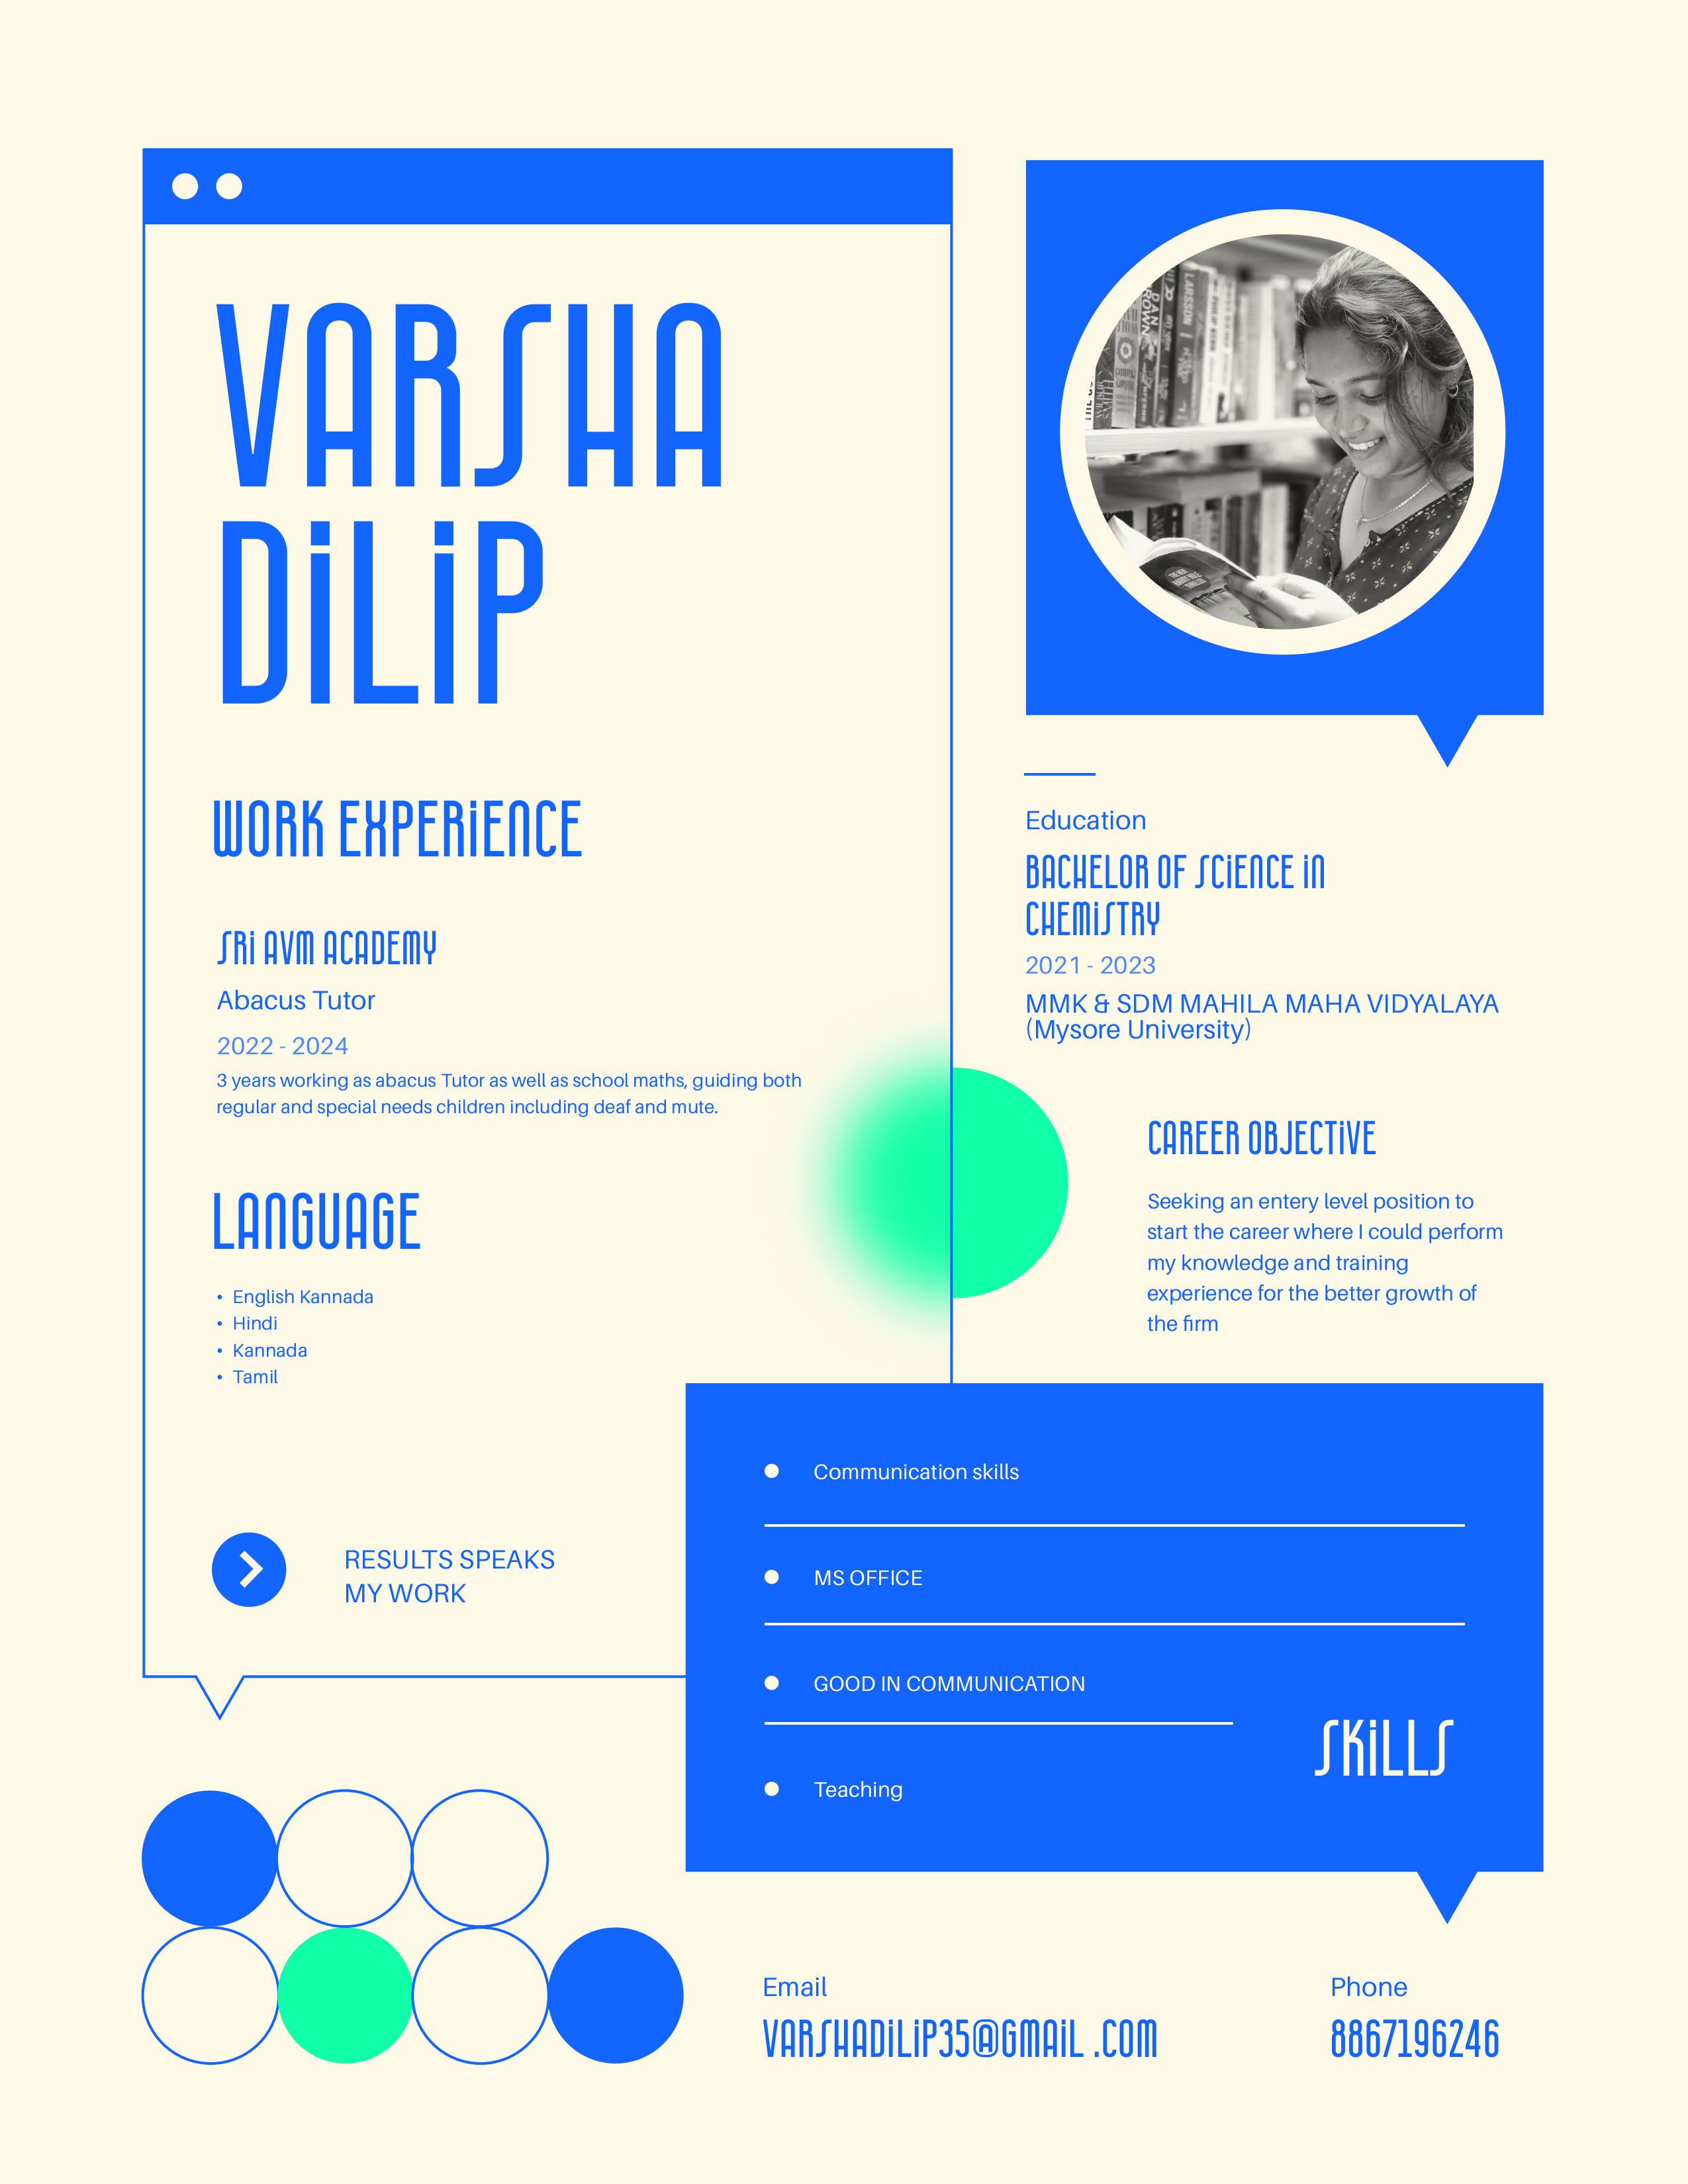 VARSHA
DiLiP
WORK EXPERiENCE
SRi AVM ACADEMY
Abacus Tutor
2022 - 2024
3 years working as abacus Tutor as well as school maths, guiding both
regular and special needs children including deaf and mute.
LANGUAGE
• English Kannada
• Hindi
• Kannada
• Tamil
RESULTS SPEAKS
MY WORK
LARSSON
DAN
BROWN
Education
BACHELOR OF SCiENCE iN
CHEMiSTRY
2021 - 2023
MMK & SDM MAHILA MAHA VIDYALAYA
(Mysore University)
CAREER OBJECTiVE
Seeking an entery level position to
start the career where I could perform
my knowledge and training
experience for the better growth of
the firm
Communication skills
MS OFFICE
GOOD IN COMMUNICATION
Teaching
SKiLLS
Email
VARSHADiLiP35@GMAiL .COM
Phone
8867196246